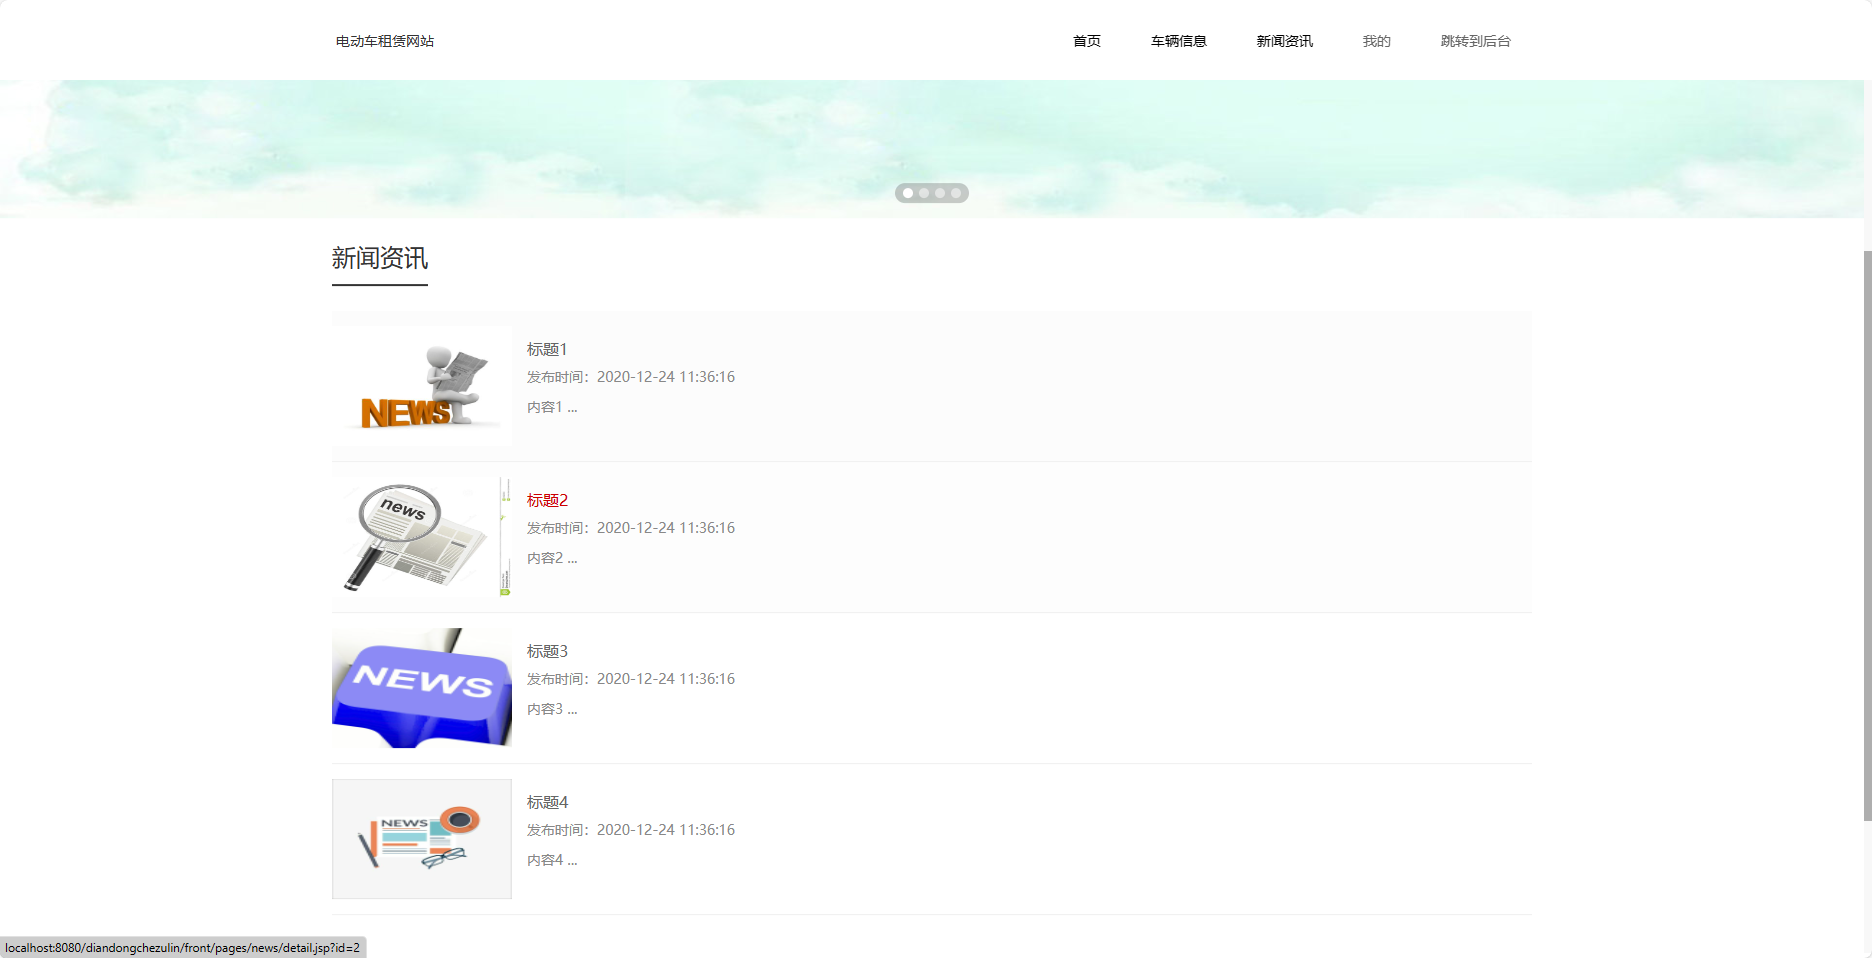 电动车租赁网站
首页
车辆信息
新闻资讯
我的
跳转到后台
新闻资讯
NEWS
标题1
发布时间：2020-12-24 11:36:16
内容1 ...
news
标题2
发布时间：2020-12-24 11:36:16
内容2 ...
NEWS
标题3
发布时间：2020-12-24 11:36:16
内容3 ...
NEWS
标题4
发布时间：2020-12-24 11:36:16
内容4 ...
localhost:8080/diandongchezulin/front/pages/news/detail.jsp?id=2